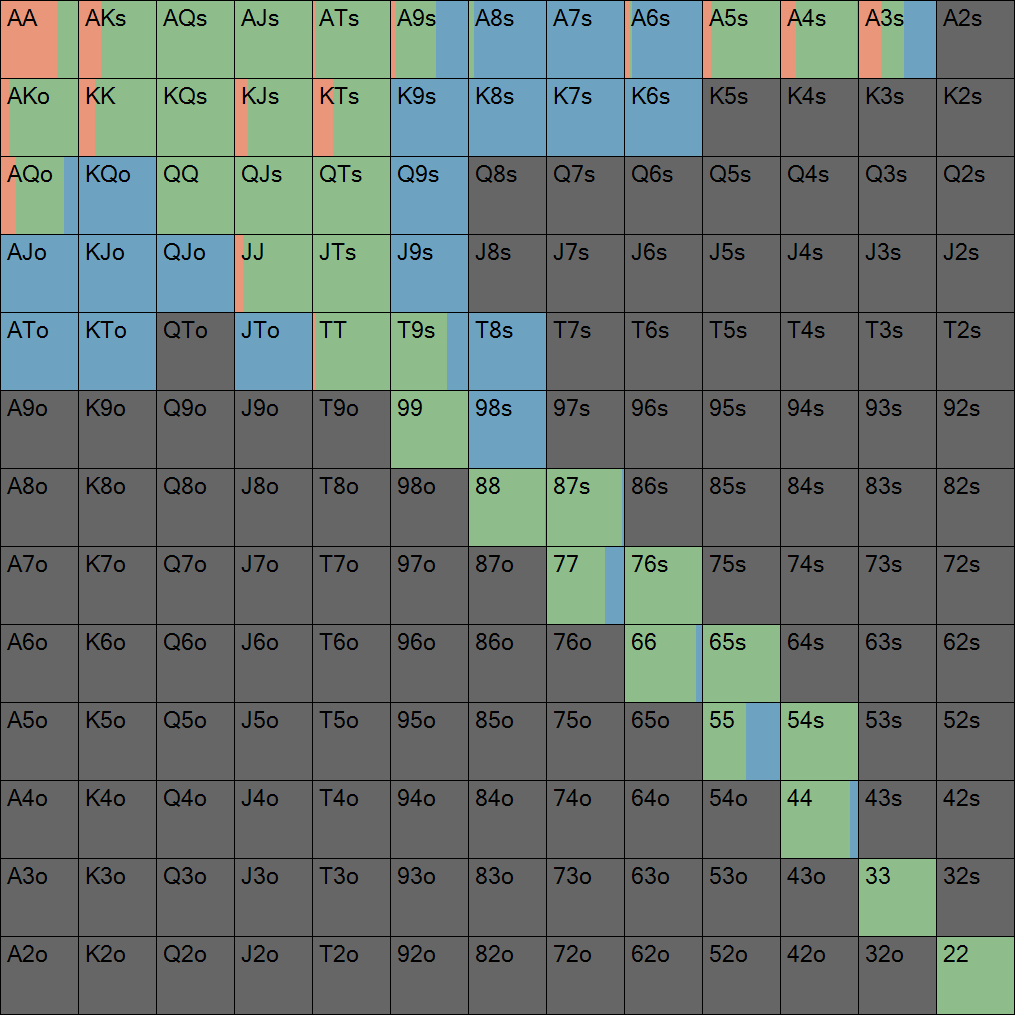 AA AKs AQs AJs ATs A9s A8s A7s A6s A5s A4s A3s A2s
AKo KK KQs KJs KTs K9s K8s K7s K6s K5s K4s K3s K2s
AQo KQo QQ QJs QTs Q9s Q8s Q7s Q6s Q5s Q4s Q3s Q2s
AJo KJo QJo JJ JTs J9s J8s J7s J6s J5s J4s J3s J2s
ATo KTo QTo JTo TT T9s T8s T7s T6s T5s T4s T3s T2s
A9o K9o Q9o J9o T9o 99 98s 97s 96s 95s 94s 93s 92s
A8o K8o Q8o J8o T8o 98o 88 87s 86s 85s 84s 83s 82s
A7o K7o Q7o J7o T7o 97o 87o 77 76s 75s 74s 73s 72s
A6o K6o Q6o J6o T6o 96o 86o 76o 66 65s 64s 63s 62s
A5o K5o Q5o J5o T5o 95o 85o 75o 65o 55 54s 53s 52s
A4o K4o Q4o J4o T4o 94o 84o 74o 64o 54o 44 43s 42s
A3o K3o Q3o J3o T3o 93o 83o 73o 63o 53o 43o 33 32s
A2o K2o Q2o J2o T2o 92o 82o 72o 62o 52o 42o 32o 22